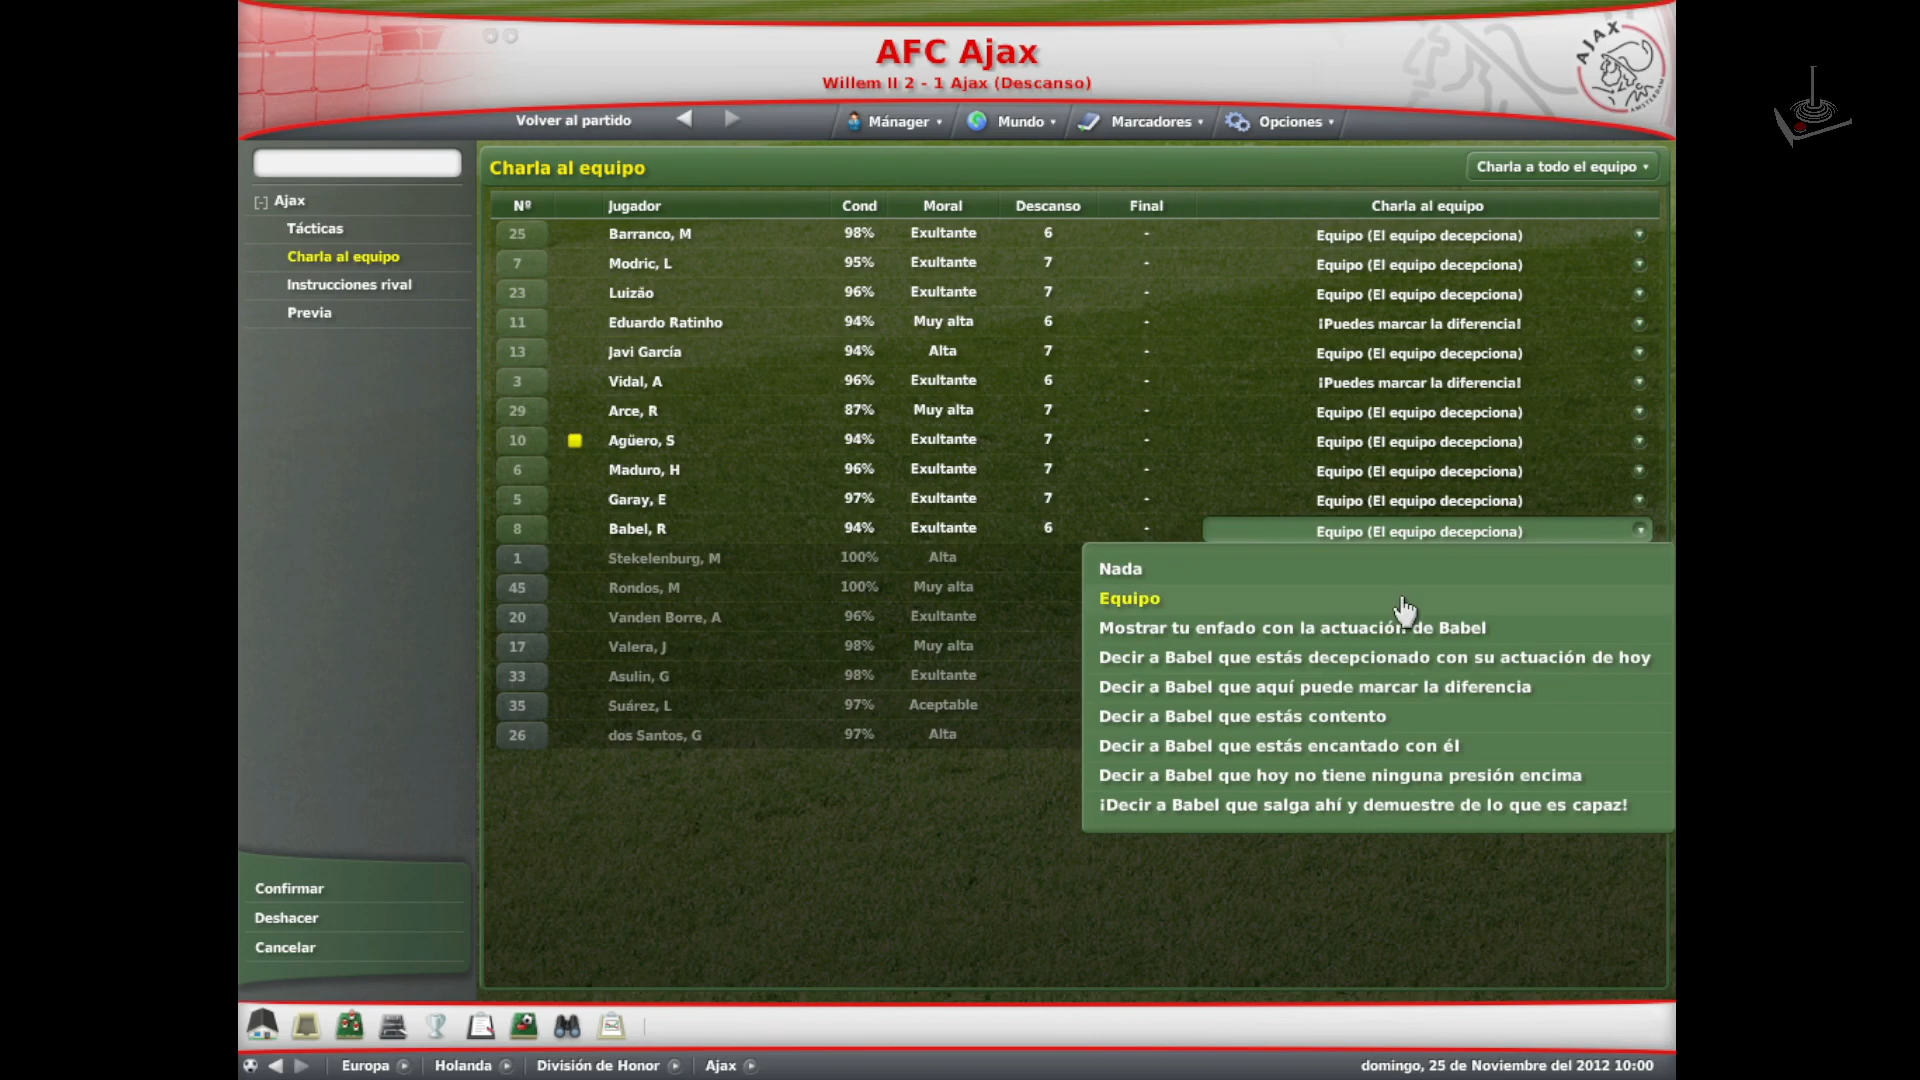 AFC Ajax
Willem II 2 - 1 Ajax (Descanso)
AJAX
AMSTERDAM
Volver al partido
Mánager
Mundo
Marcadores
Opciones
[-] Ajax
Tácticas
Charla al equipo
Instrucciones rival
Previa
Charla al equipo
Charla a todo el equipo
Nº Jugador Cond Moral Descanso Final Charla al equipo
25 Barranco, M 98% Exultante 6 - Equipo (El equipo decepciona)
7 Modric, L 95% Exultante 7 - Equipo (El equipo decepciona)
23 Luizão 96% Exultante 7 - Equipo (El equipo decepciona)
11 Eduardo Ratinho 94% Muy alta 6 - ¡Puedes marcar la diferencia!
13 Javi García 94% Alta 7 - Equipo (El equipo decepciona)
3 Vidal, A 96% Exultante 6 - ¡Puedes marcar la diferencia!
29 Arce, R 87% Muy alta 7 - Equipo (El equipo decepciona)
10 Agüero, S 94% Exultante 7 - Equipo (El equipo decepciona)
6 Maduro, H 96% Exultante 7 - Equipo (El equipo decepciona)
5 Garay, E 97% Exultante 7 - Equipo (El equipo decepciona)
8 Babel, R 94% Exultante 6 - Equipo (El equipo decepciona)
1 Stekelenburg, M 100% Alta
45 Rondos, M 100% Muy alta
20 Vanden Borre, A 96% Exultante
17 Valera, J 98% Muy alta
33 Asulin, G 98% Exultante
35 Suárez, L 97% Aceptable
26 dos Santos, G 97% Alta
Nada
Equipo
Mostrar tu enfado con la actuación de Babel
Decir a Babel que estás decepcionado con su actuación de hoy
Decir a Babel que aquí puede marcar la diferencia
Decir a Babel que estás contento
Decir a Babel que estás encantado con él
Decir a Babel que hoy no tiene ninguna presión encima
¡Decir a Babel que salga ahí y demuestre de lo que es capaz!
Confirmar
Deshacer
Cancelar
Europa
Holanda
División de Honor
Ajax
domingo, 25 de Noviembre del 2012 10:00